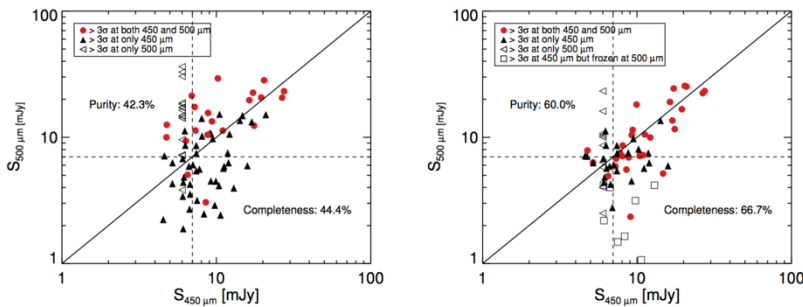 100
10
1
S500 μm [mJy]
> 3σ at both 450 and 500 μm
> 3σ at only 450 μm
> 3σ at only 500 μm
Purity: 42.3%
Completeness: 44.4%
1
10
100
S450 μm [mJy]
100
10
1
S500 μm [mJy]
> 3σ at both 450 and 500 μm
> 3σ at only 450 μm
> 3σ at only 500 μm
> 3σ at 450 μm but frozen at 500 μm
Purity: 60.0%
Completeness: 66.7%
1
10
100
S450 μm [mJy]